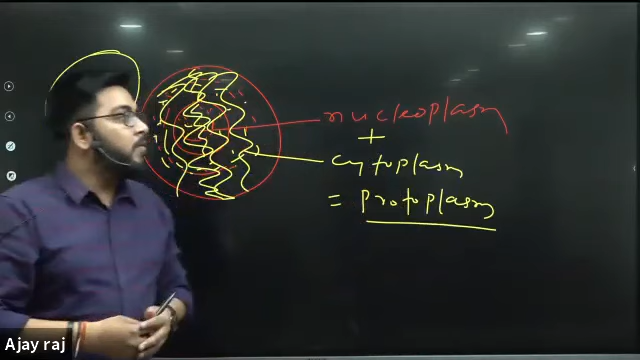 nucleoplasm
+
cytoplasm
= Protoplasm
Ajay raj